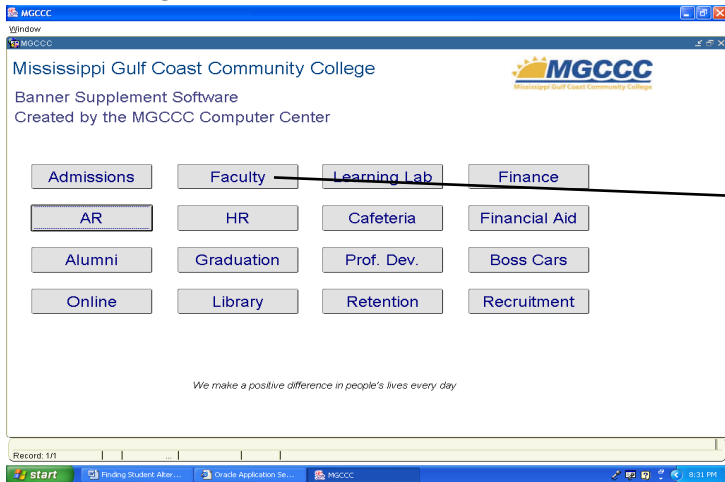 MGCCC
Window
MGCCC
Mississippi Gulf Coast Community College
MGCCC
Mississippi Gulf Coast Community College
Banner Supplement Software
Created by the MGCCC Computer Center
Admissions Faculty Learning Lab Finance
AR HR Cafeteria Financial Aid
Alumni Graduation Prof. Dev. Boss Cars
Online Library Retention Recruitment
We make a positive difference in people's lives every day
Record: 1/1 ...
start Finding Student Alter... Oracle Application Se... MGCCC 8:31 PM